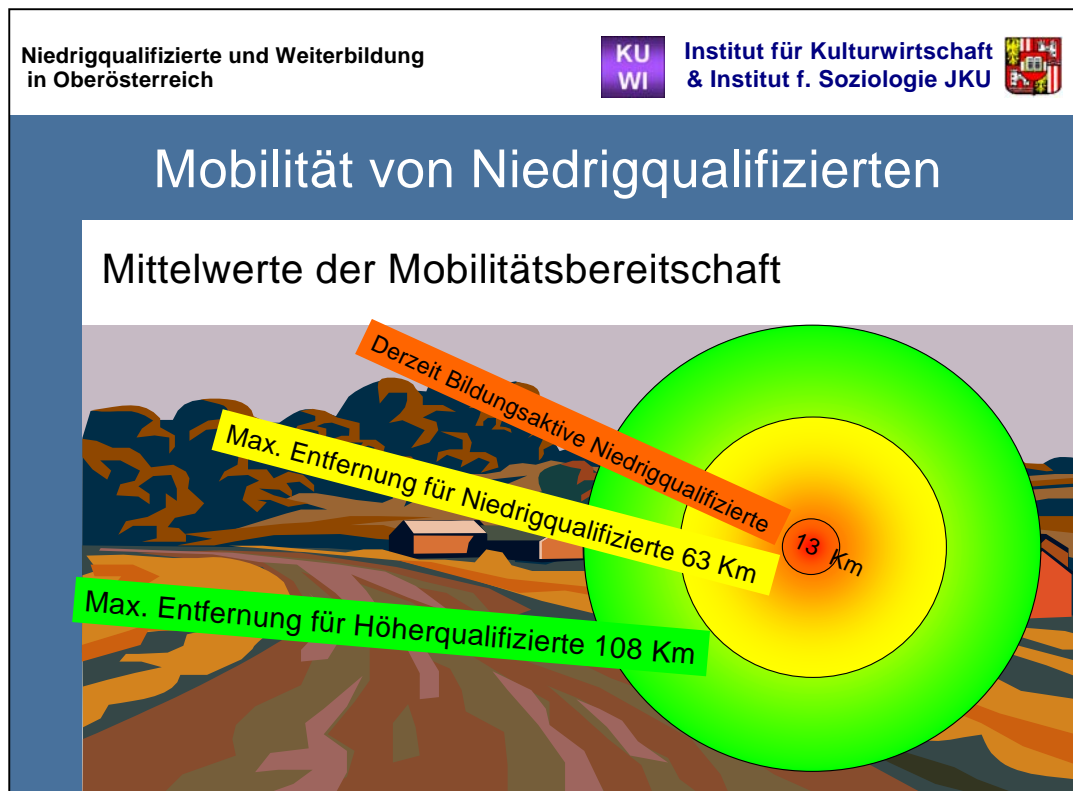 Niedrigqualifizierte und Weiterbildung
in Oberösterreich
KU
WI
Institut für Kulturwirtschaft
& Institut f. Soziologie JKU
Mobilität von Niedrigqualifizierten
Mittelwerte der Mobilitätsbereitschaft
Derzeit Bildungsaktive Niedrigqualifizierte
13 Km
Max. Entfernung für Niedrigqualifizierte 63 Km
Max. Entfernung für Höherqualifizierte 108 Km